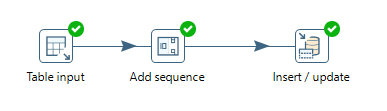 Table input
Add sequence
Insert / update